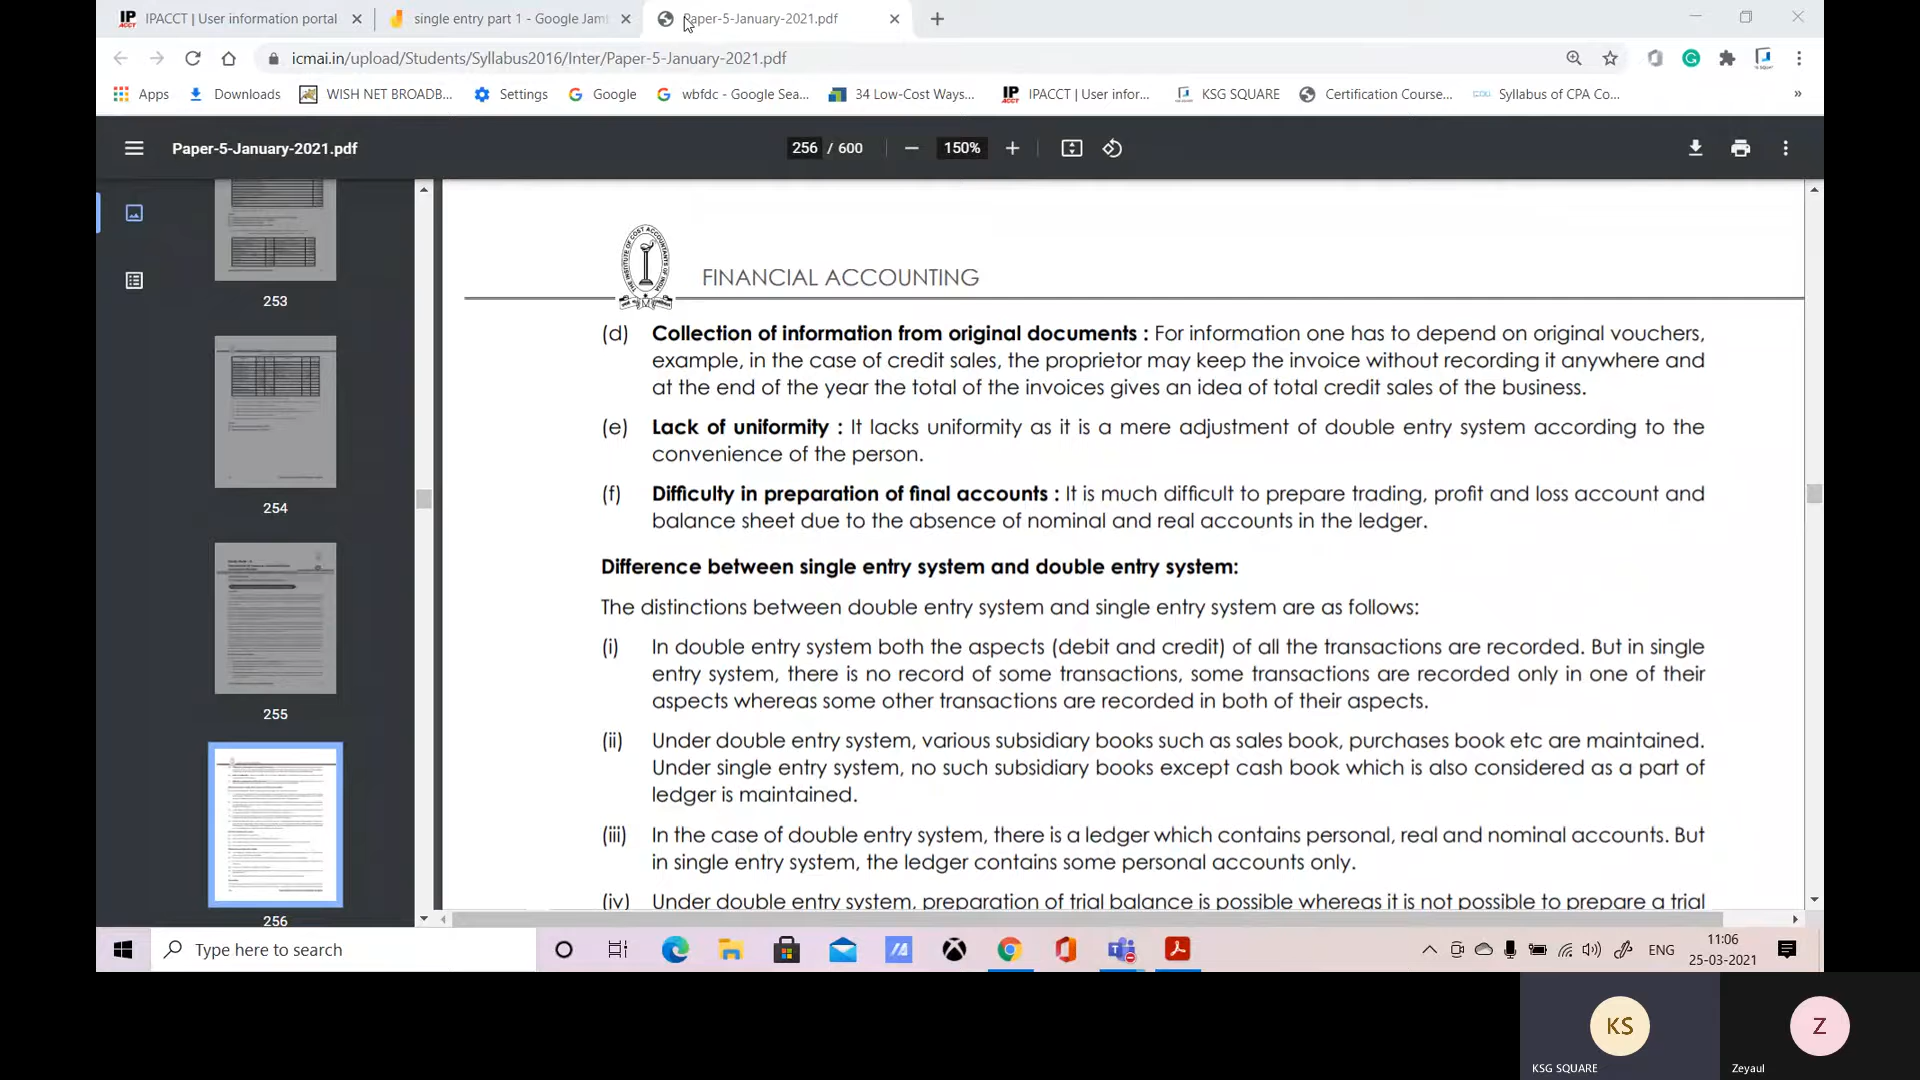 IPACCT | User information portal
single entry part 1 - Google Jam
Paper-5-January-2021.pdf
icmai.in/upload/Students/Syllabus2016/Inter/Paper-5-January-2021.pdf
Apps
Downloads
WISH NET BROADB...
Settings
Google
wbfdc - Google Sea...
34 Low-Cost Ways...
IPACCT | User infor...
KSG SQUARE
Certification Course...
Syllabus of CPA Co...
»
Paper-5-January-2021.pdf
256 / 600
150%
253
254
255
256
THE INSTITUTE OF COST ACCOUNTANTS OF INDIA
FINANCIAL ACCOUNTING
(d) Collection of information from original documents : For information one has to depend on original vouchers,
example, in the case of credit sales, the proprietor may keep the invoice without recording it anywhere and
at the end of the year the total of the invoices gives an idea of total credit sales of the business.
(e) Lack of uniformity : It lacks uniformity as it is a mere adjustment of double entry system according to the
convenience of the person.
(f) Difficulty in preparation of final accounts : It is much difficult to prepare trading, profit and loss account and
balance sheet due to the absence of nominal and real accounts in the ledger.
Difference between single entry system and double entry system:
The distinctions between double entry system and single entry system are as follows:
(i) In double entry system both the aspects (debit and credit) of all the transactions are recorded. But in single
entry system, there is no record of some transactions, some transactions are recorded only in one of their
aspects whereas some other transactions are recorded in both of their aspects.
(ii) Under double entry system, various subsidiary books such as sales book, purchases book etc are maintained.
Under single entry system, no such subsidiary books except cash book which is also considered as a part of
ledger is maintained.
(iii) In the case of double entry system, there is a ledger which contains personal, real and nominal accounts. But
in single entry system, the ledger contains some personal accounts only.
(iv) Under double entry system, preparation of trial balance is possible whereas it is not possible to prepare a trial
Type here to search
ENG
11:06
25-03-2021
KS
KSG SQUARE
Z
Zeyaul